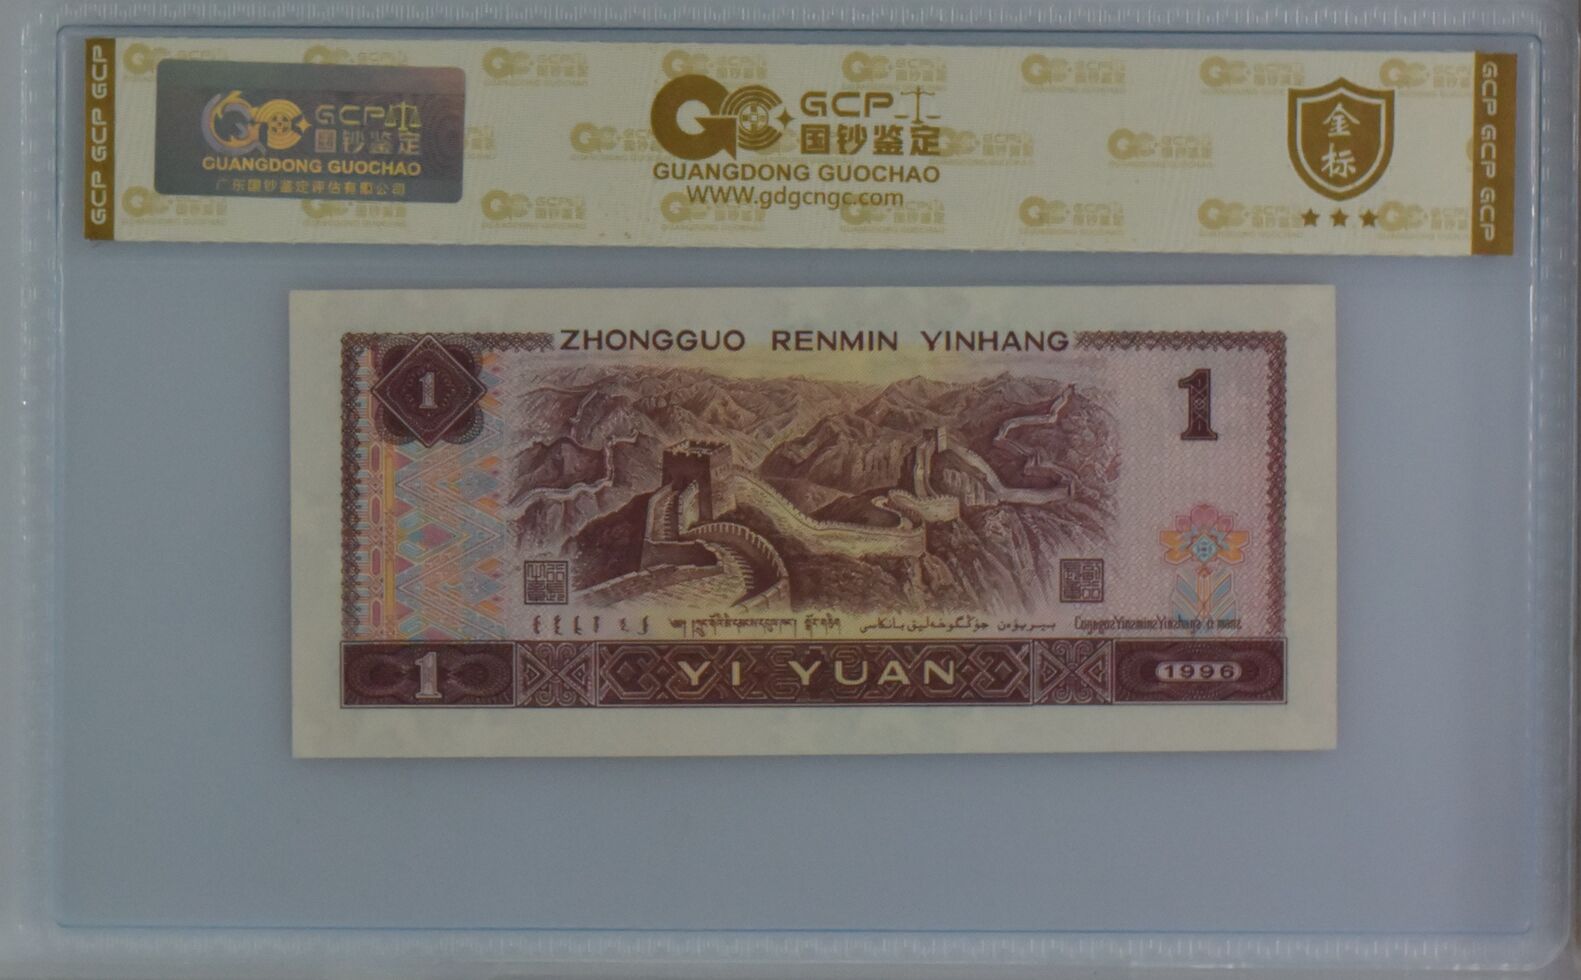 GCP GCP GCP
GCP
国钞鉴定
GUANGDONG GUOCHAO
广东国钞鉴定评估有限公司
GCP
国钞鉴定
GUANGDONG GUOCHAO
WWW.gdgcngc.com
金标
GCP GCP GCP
ZHONGGUO RENMIN YINHANG
1
1
1
YI YUAN
1996